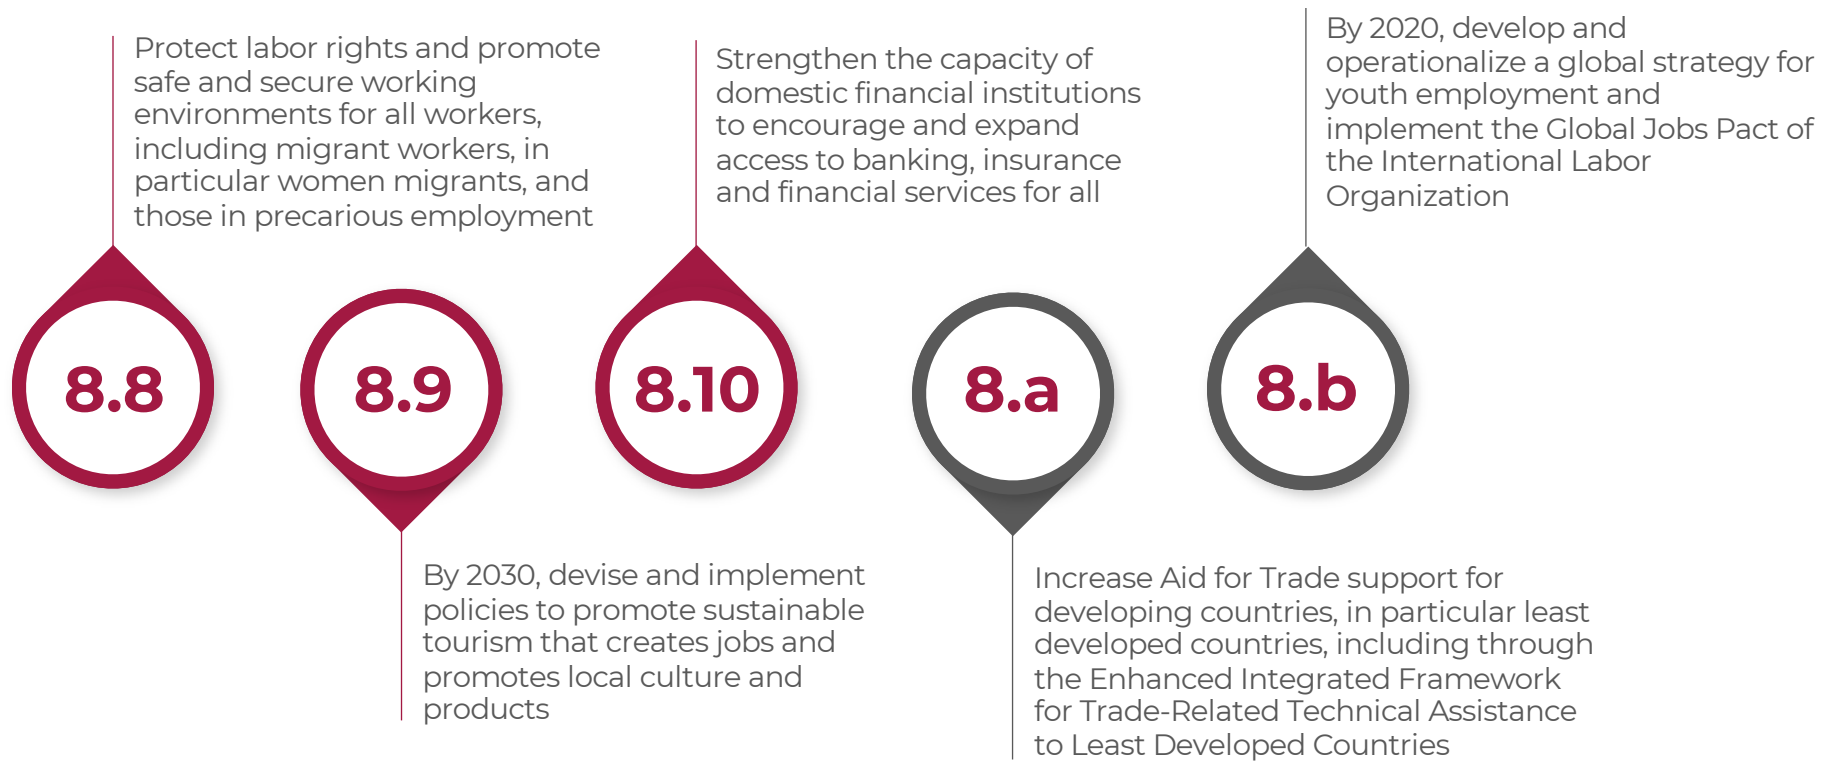 Protect labor rights and promote
safe and secure working
environments for all workers,
including migrant workers, in
particular women migrants, and
those in precarious employment
8.8
8.9
By 2030, devise and implement
policies to promote sustainable
tourism that creates jobs and
promotes local culture and
products
Strengthen the capacity of
domestic financial institutions
to encourage and expand
access to banking, insurance
and financial services for all
8.10
8.a
Increase Aid for Trade support for
developing countries, in particular least
developed countries, including through
the Enhanced Integrated Framework
for Trade-Related Technical Assistance
to Least Developed Countries
By 2020, develop and
operationalize a global strategy for
youth employment and
implement the Global Jobs Pact of
the International Labor
Organization
8.b